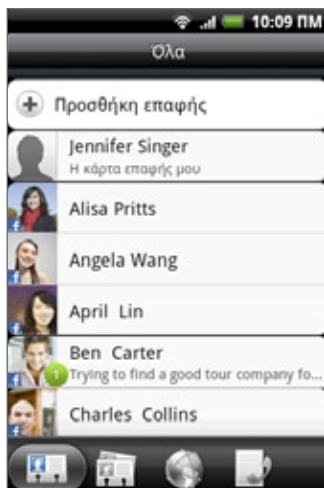 10:09 ΠΜ
Όλα
Προσθήκη επαφής
Jennifer Singer
Η κάρτα επαφής μου
Alisa Pritts
Angela Wang
April Lin
Ben Carter
1
Trying to find a good tour company fo...
Charles Collins